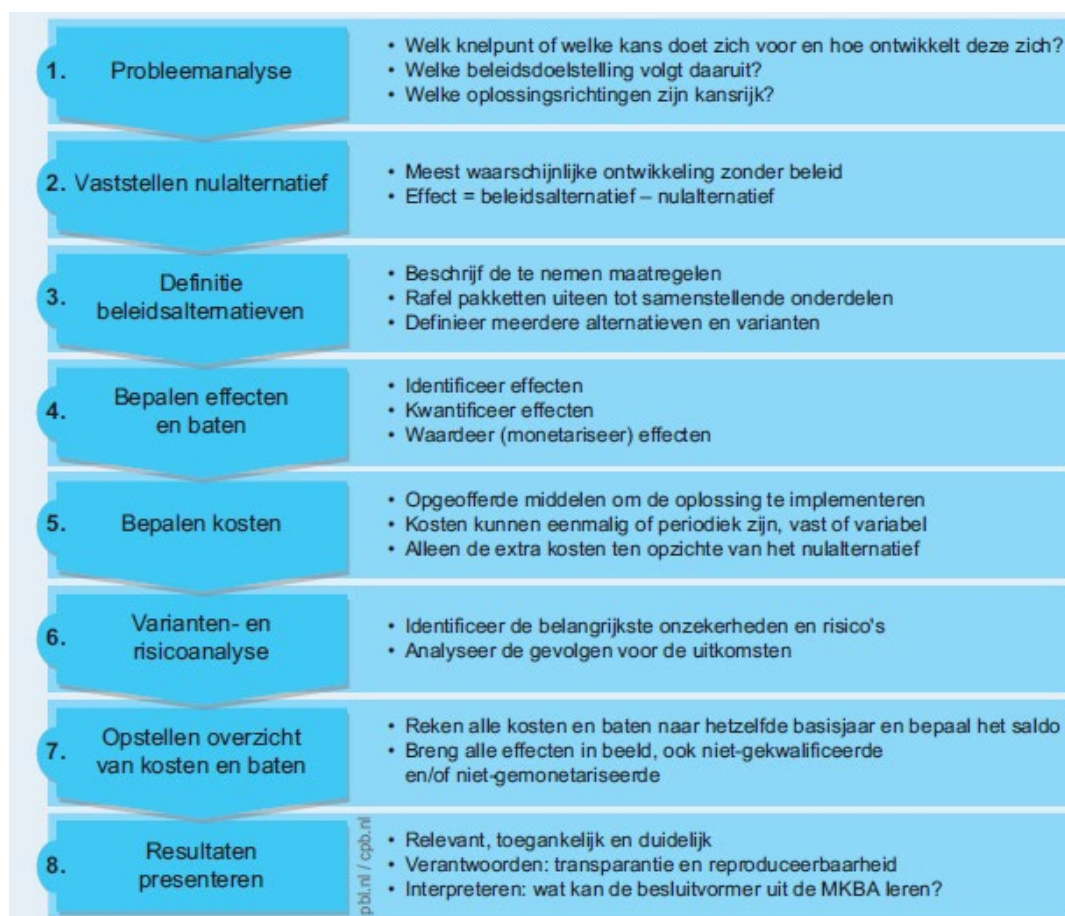 1. Probleemanalyse
• Welk knelpunt of welke kans doet zich voor en hoe ontwikkelt deze zich?
• Welke beleidsdoelstelling volgt daaruit?
• Welke oplossingsrichtingen zijn kansrijk?
2. Vaststellen nulalternatief
• Meest waarschijnlijke ontwikkeling zonder beleid
• Effect = beleidsalternatief – nulalternatief
3. Definitie
beleidsalternatieven
• Beschrijf de te nemen maatregelen
• Rafel pakketten uiteen tot samenstellende onderdelen
• Definieer meerdere alternatieven en varianten
4. Bepalen effecten
en baten
• Identificeer effecten
• Kwantificeer effecten
• Waardeer (monetariseer) effecten
5. Bepalen kosten
• Opgeofferde middelen om de oplossing te implementeren
• Kosten kunnen eenmalig of periodiek zijn, vast of variabel
• Alleen de extra kosten ten opzichte van het nulalternatief
6. Varianten- en
risicoanalyse
• Identificeer de belangrijkste onzekerheden en risico's
• Analyseer de gevolgen voor de uitkomsten
7. Opstellen overzicht
van kosten en baten
• Reken alle kosten en baten naar hetzelfde basisjaar en bepaal het saldo
• Breng alle effecten in beeld, ook niet-gekwalificeerde
en/of niet-gemonetariseerde
8. Resultaten
presenteren
• Relevant, toegankelijk en duidelijk
• Verantwoorden: transparantie en reproduceerbaarheid
• Interpreteren: wat kan de besluitvormer uit de MKBA leren?
pbl.nl / cpb.nl